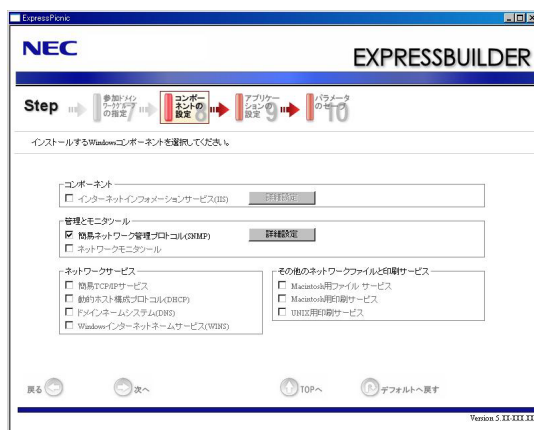 ExpressPicnic
NEC
EXPRESSBUILDER
Step
参加ドメイン
ワークグループ
の指定
7
コンポー
ネントの
設定
8
アプリケー
ションの
設定
9
パラメータ
のセーブ
10
インストールするWindowsコンポーネントを選択してください。
コンポーネント
インターネットインフォメーションサービス(IIS)
詳細設定
管理とモニタツール
簡易ネットワーク管理プロトコル(SNMP)
詳細設定
ネットワークモニタツール
ネットワークサービス
簡易TCP/IPサービス
動的ホスト構成プロトコル(DHCP)
ドメインネームシステム(DNS)
Windowsインターネットネームサービス(WINS)
その他のネットワークファイルと印刷サービス
Macintosh用ファイル サービス
Macintosh用印刷サービス
UNIX用印刷サービス
戻る
次へ
TOPへ
デフォルトへ戻す
Version 5.XX-XXX.XX